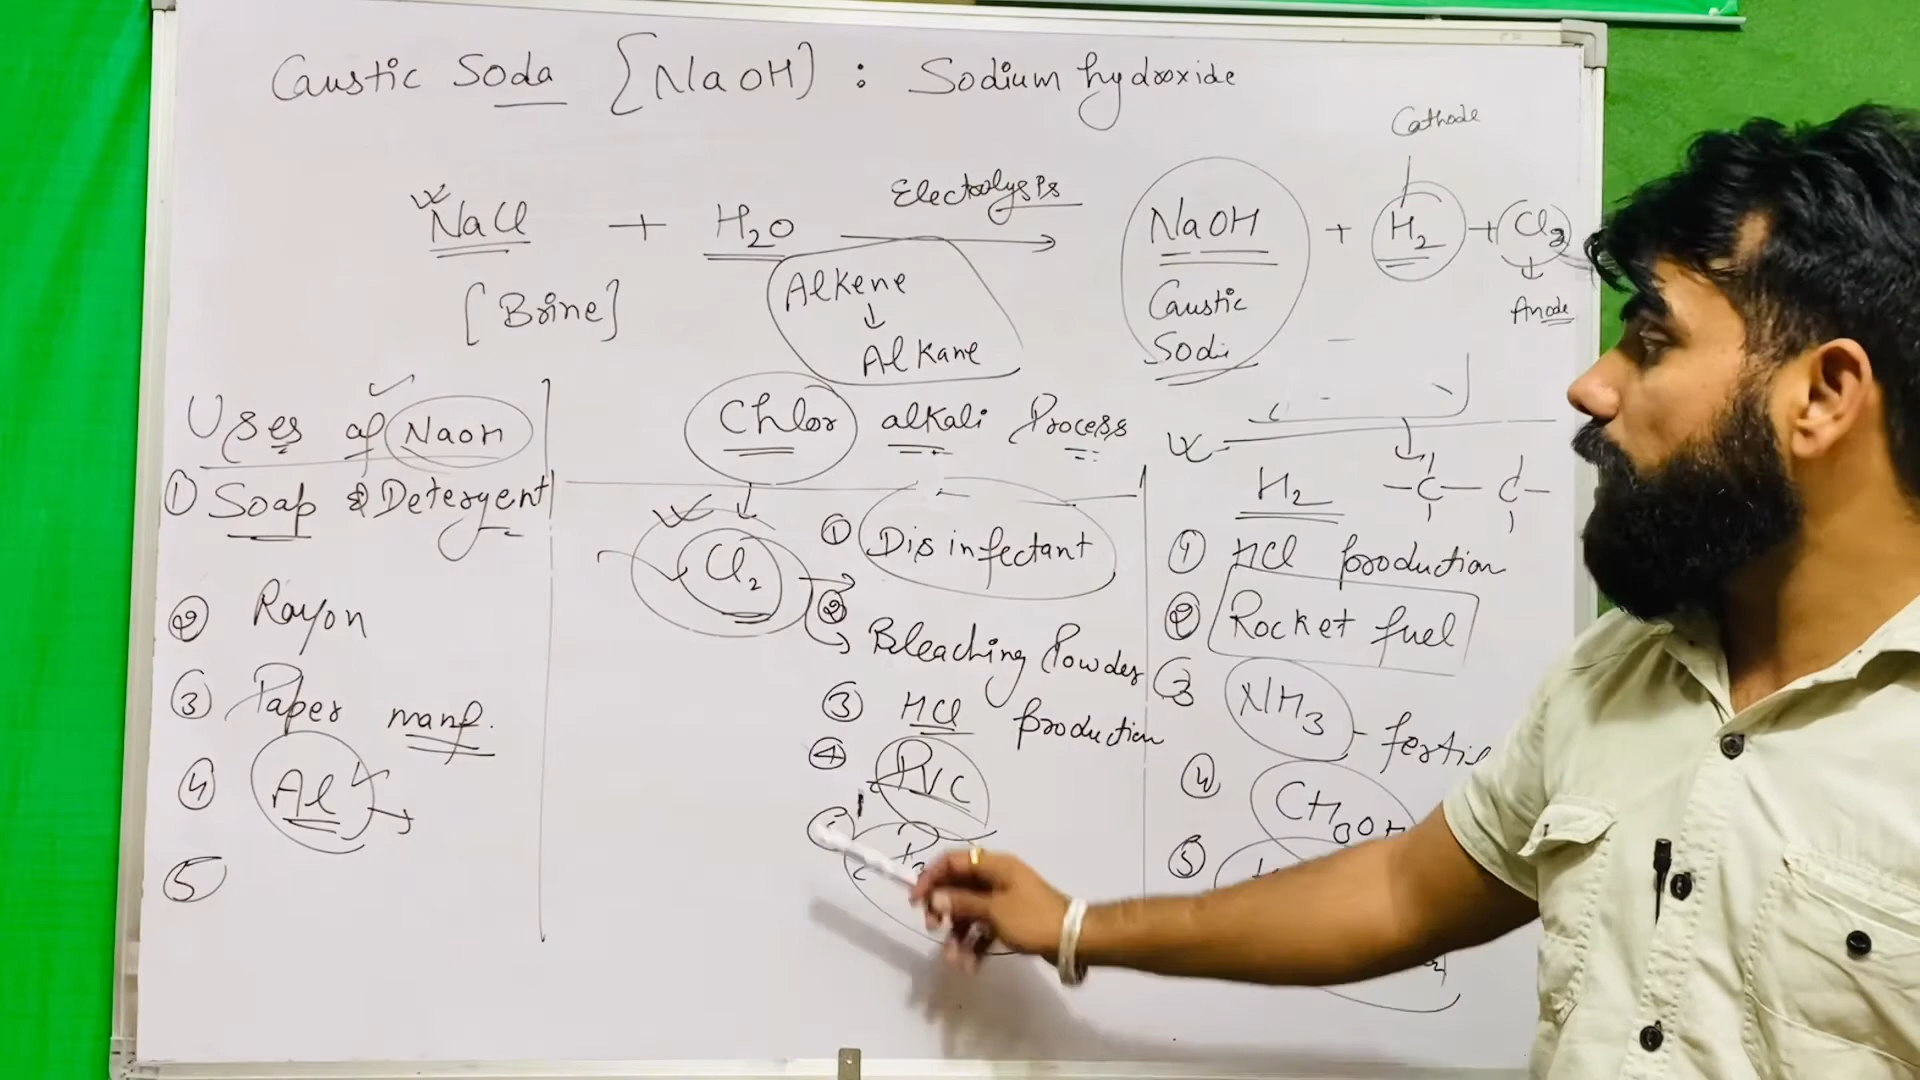 Caustic Soda [NaOH] : Sodium hydroxide
Cathode
NaCl + H2O Electrolysis NaOH + H2 + Cl2
[Brine]
Alkene
↓
Alkane
Caustic
Sodi
Anode
Chlor alkali Process
Uses of NaOH
① Soap & Detergent
② Rayon
③ Paper manf.
④ Al
⑤
Cl2
① Disinfectant
② Bleaching Powder
③ HCl production
④ PVC
H2
-C- C-
① HCl production
② Rocket fuel
③ NH3 - ferti
④ CH3OH
⑤